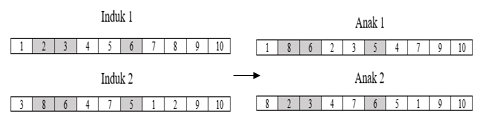 Induk 1
1 2 3 4 5 6 7 8 9 10
Induk 2
3 8 6 4 7 5 1 2 9 10
Anak 1
1 8 6 2 3 5 4 7 9 10
Anak 2
8 2 3 4 7 6 5 1 9 10